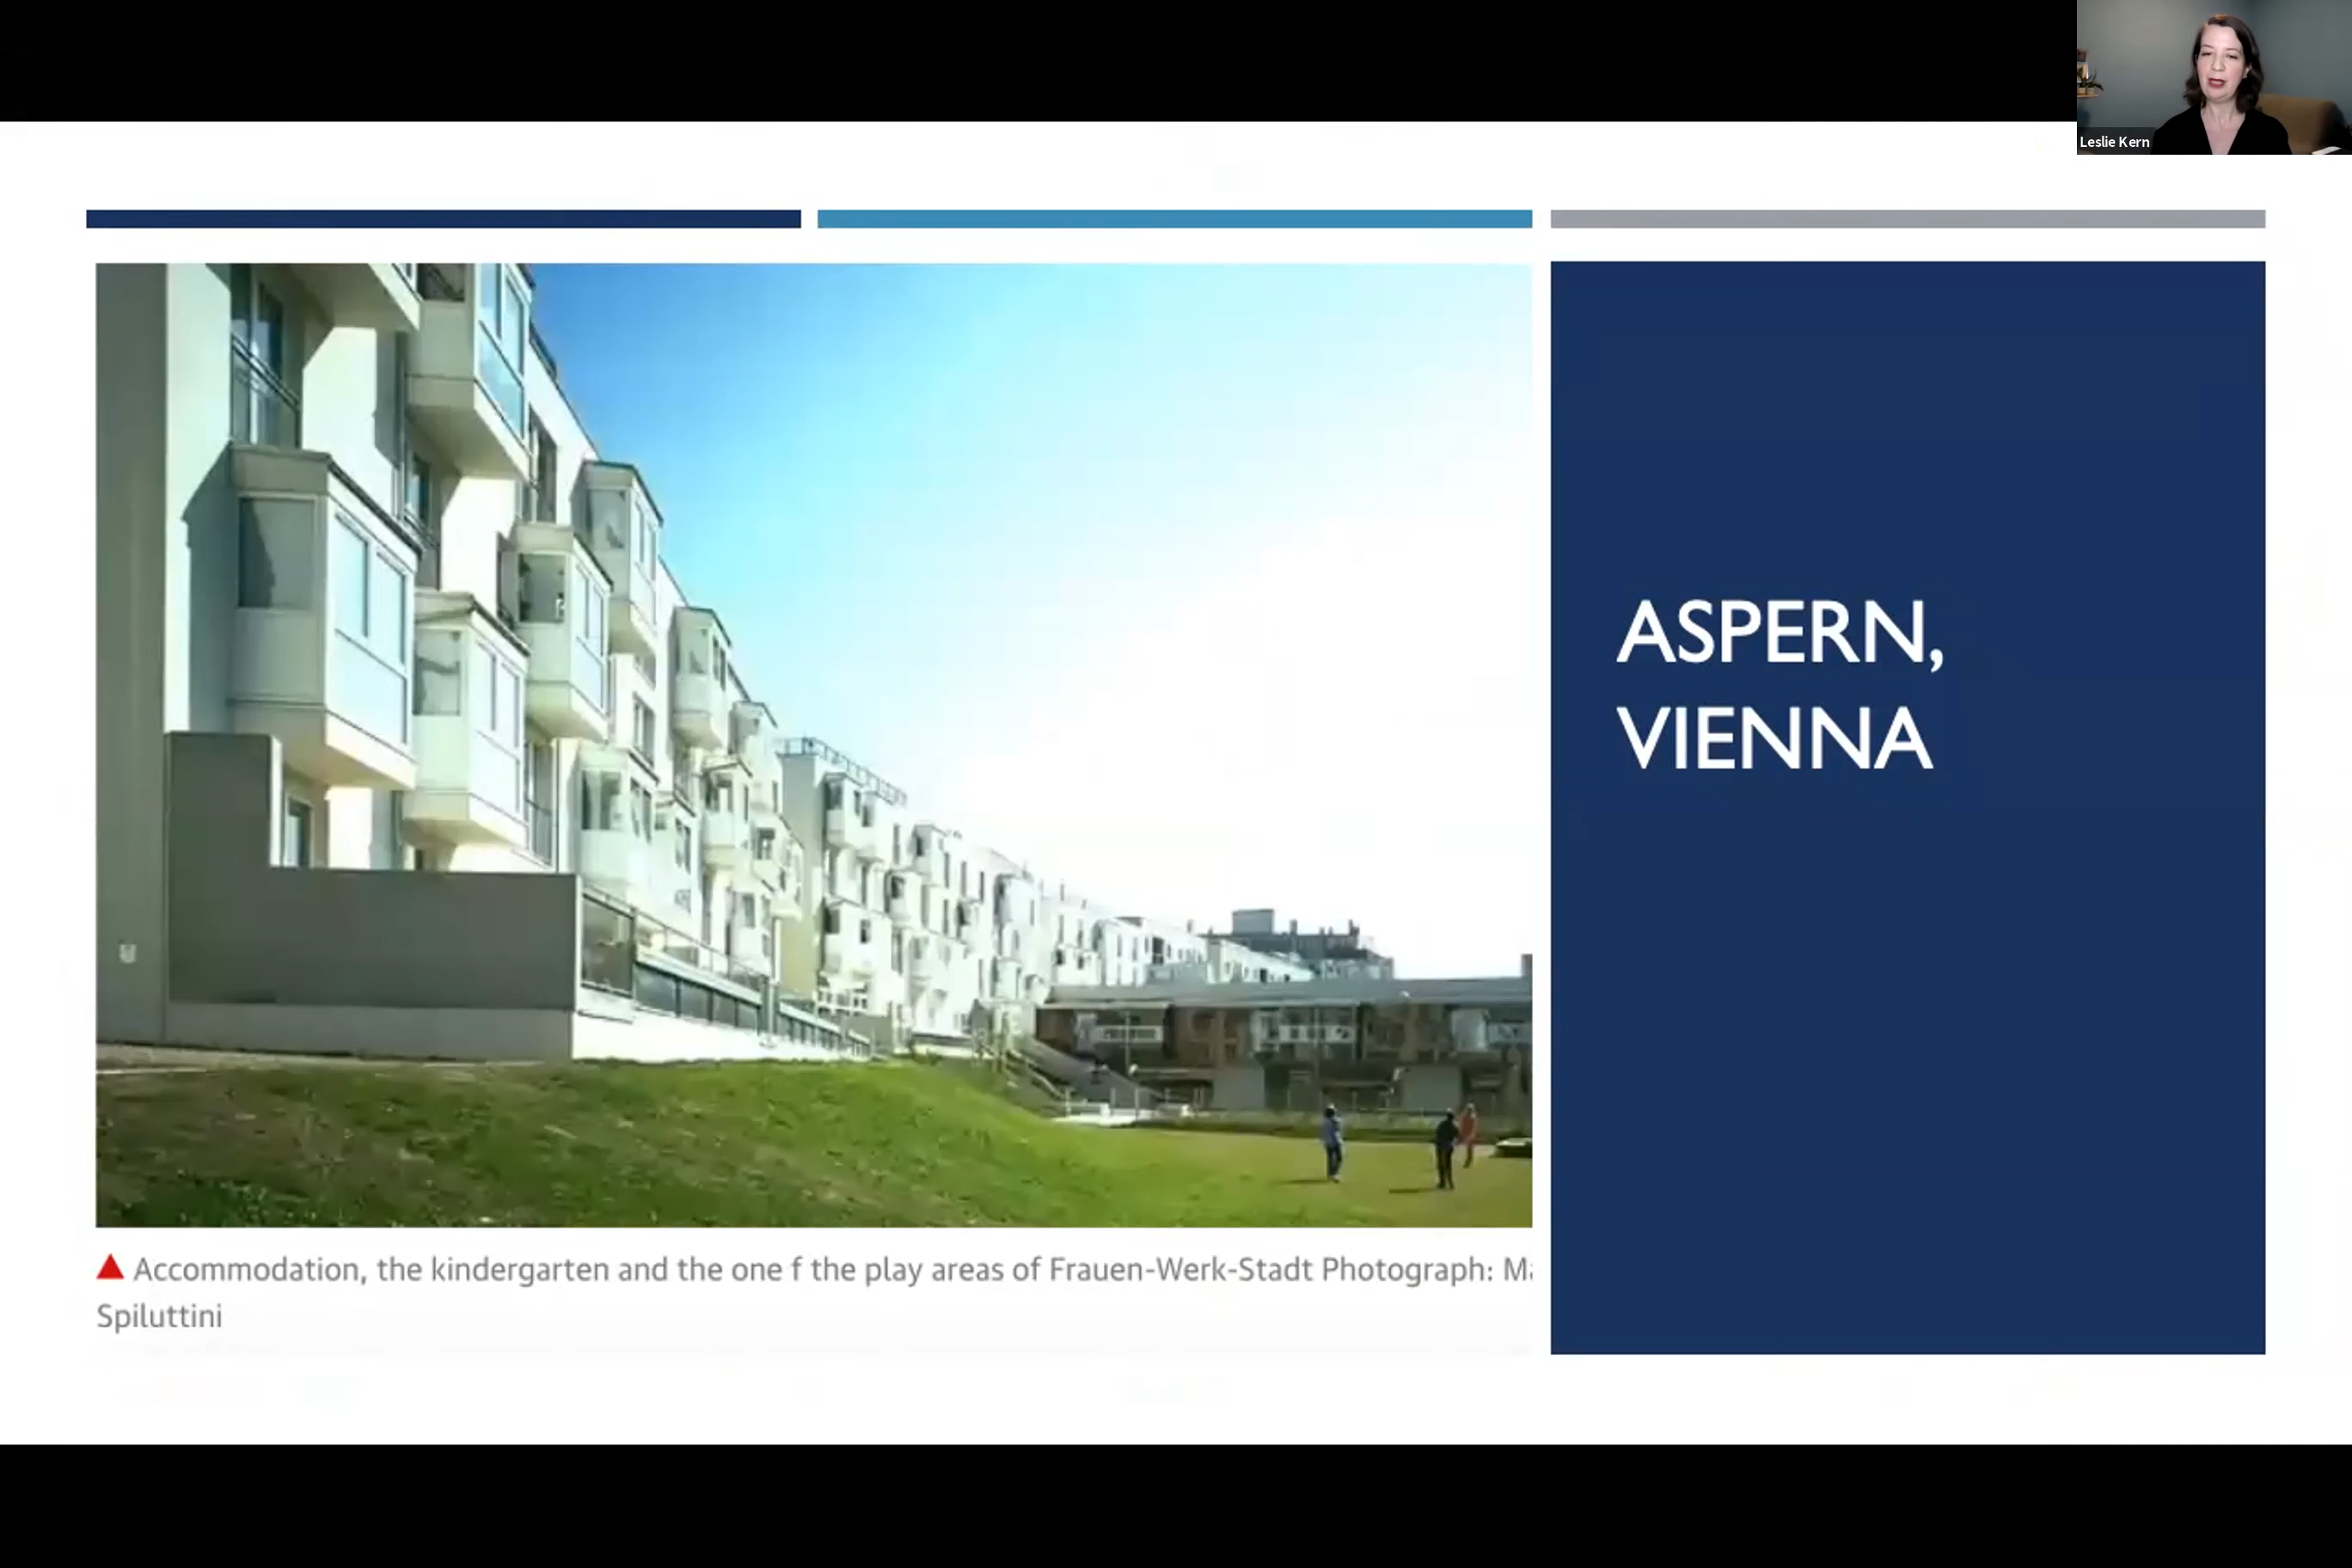 Leslie Kern
ASPERN,
VIENNA
Accommodation, the kindergarten and the one f the play areas of Frauen-Werk-Stadt Photograph:
Spiluttini